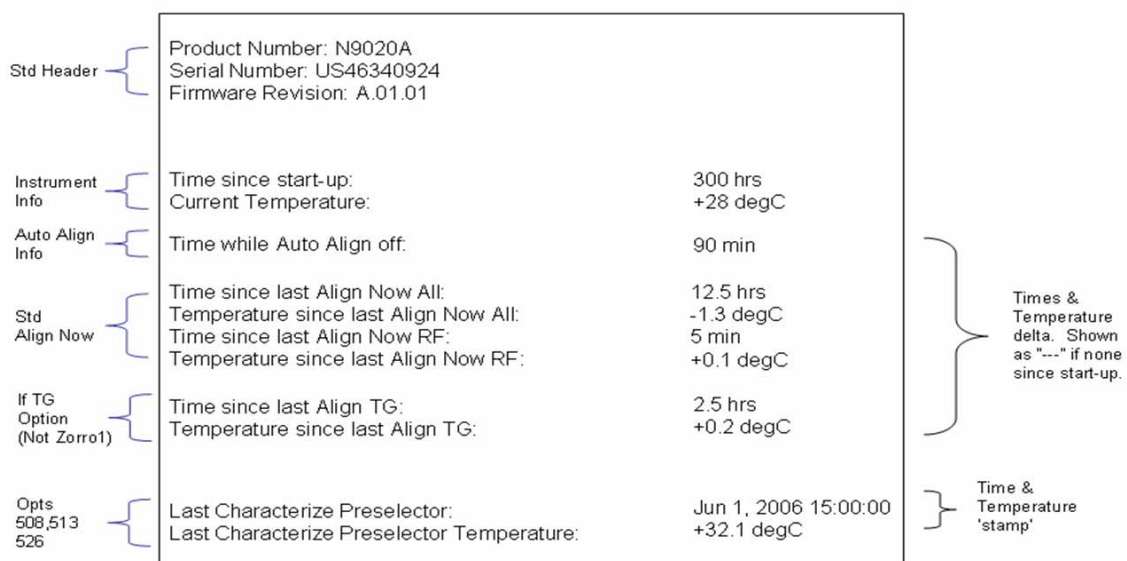 Std Header
Product Number: N9020A
Serial Number: US46340924
Firmware Revision: A.01.01
Instrument
Info
Time since start-up: 300 hrs
Current Temperature: +28 degC
Auto Align
Info
Time while Auto Align off: 90 min
Std
Align Now
Time since last Align Now All: 12.5 hrs
Temperature since last Align Now All: -1.3 degC
Time since last Align Now RF: 5 min
Temperature since last Align Now RF: +0.1 degC
Times &
Temperature
delta. Shown
as "---" if none
since start-up.
If TG
Option
(Not Zorro1)
Time since last Align TG: 2.5 hrs
Temperature since last Align TG: +0.2 degC
Opts
508,513
526
Last Characterize Preselector: Jun 1, 2006 15:00:00
Last Characterize Preselector Temperature: +32.1 degC
Time &
Temperature
'stamp'